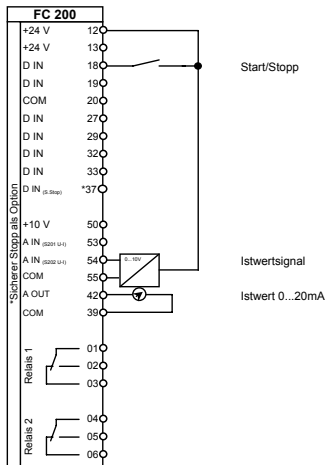 FC 200
+24 V 12
+24 V 13
D IN 18 Start/Stopp
D IN 19
COM 20
D IN 27
D IN 29
D IN 32
D IN 33
D IN (S.Stop) *37
*Sicherer Stopp als Option
+10 V 50
A IN (S201 U-I) 53
A IN (S202 U-I) 54
0...10V
COM 55 Istwertsignal
A OUT 42 Istwert 0...20mA
COM 39
Relais 1
01
02
03
Relais 2
04
05
06